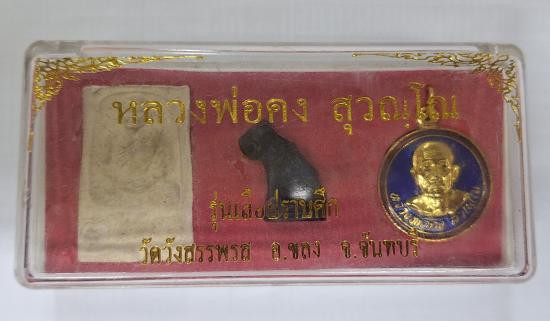 หลวงพ่อคง สุวณฺโณ
รุ่นเสือปราบศึก
วัดวังสรรพรส อ.ขลุง จ.จันทบุรี